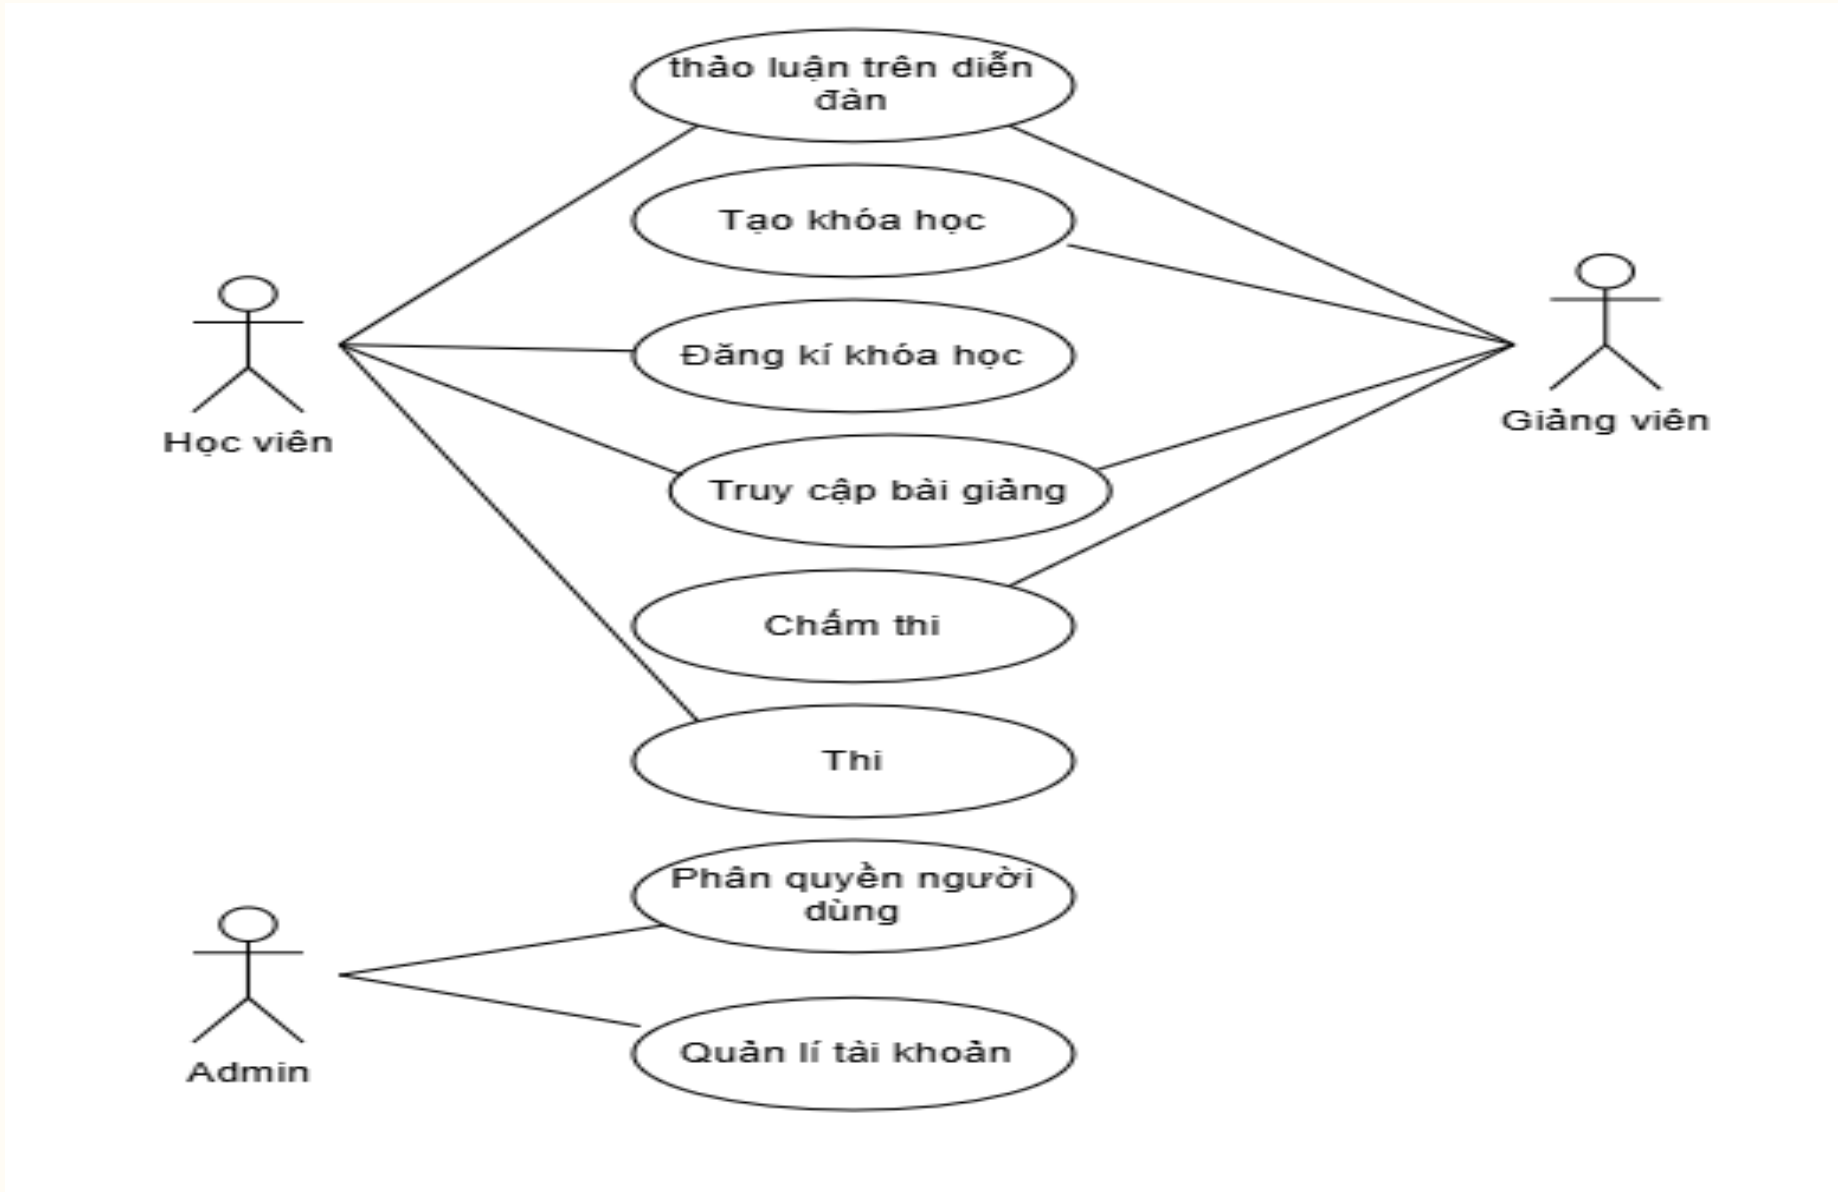 thảo luận trên diễn
đàn
Tạo khóa học
Đăng kí khóa học
Học viên
Giảng viên
Truy cập bài giảng
Chấm thi
Thi
Phân quyền người
dùng
Quản lí tài khoản
Admin